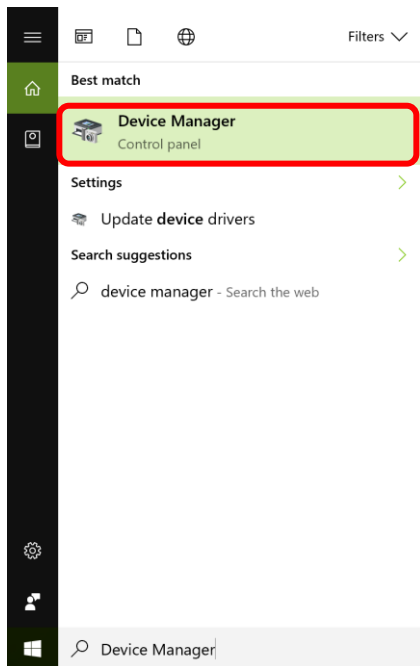 Filters
Best match
Device Manager
Control panel
Settings
Update device drivers
Search suggestions
device manager - Search the web
Device Manager